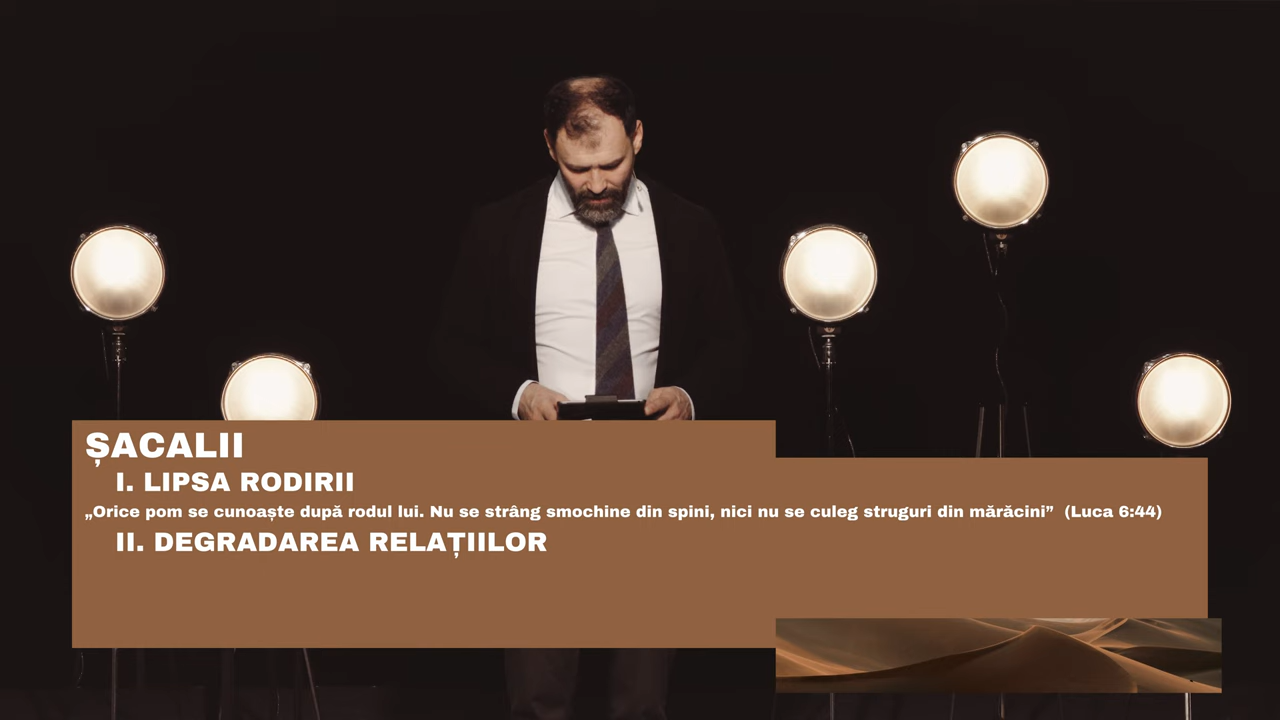 ȘACALII
I. LIPSA RODIRII
„Orice pom se cunoaște după rodul lui. Nu se strâng smochine din spini, nici nu se culeg struguri din mărăcini” (Luca 6:44)
II. DEGRADAREA RELAȚIILOR